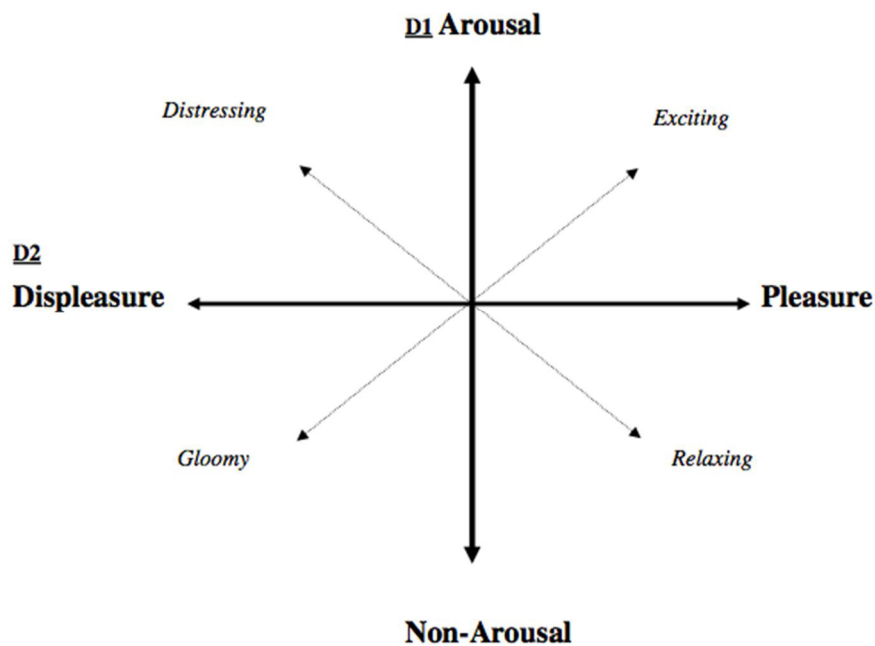 D1 Arousal
Distressing
Exciting
D2
Displeasure
Pleasure
Gloomy
Relaxing
Non-Arousal